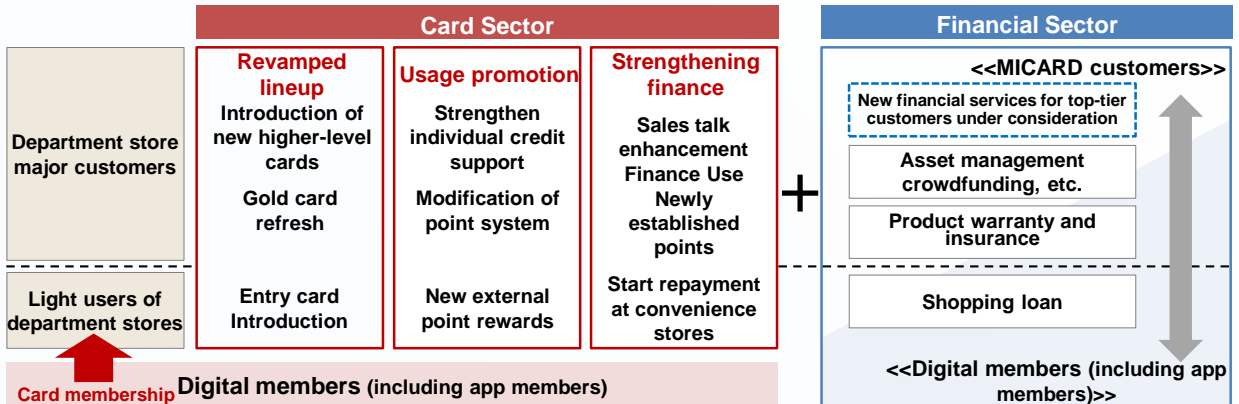 Card Sector
Financial Sector
Department store
major customers
Light users of
department stores
Card membership
Digital members (including app members)
Revamped
lineup
Introduction of
new higher-level
cards
Gold card
refresh
Entry card
Introduction
Usage promotion
Strengthen
individual credit
support
Modification of
point system
New external
point rewards
Strengthening
finance
Sales talk
enhancement
Finance Use
Newly
established
points
Start repayment
at convenience
stores
+
<<MICARD customers>>
New financial services for top-tier
customers under consideration
Asset management
crowdfunding, etc.
Product warranty and
insurance
Shopping loan
<<Digital members (including app
members)>>